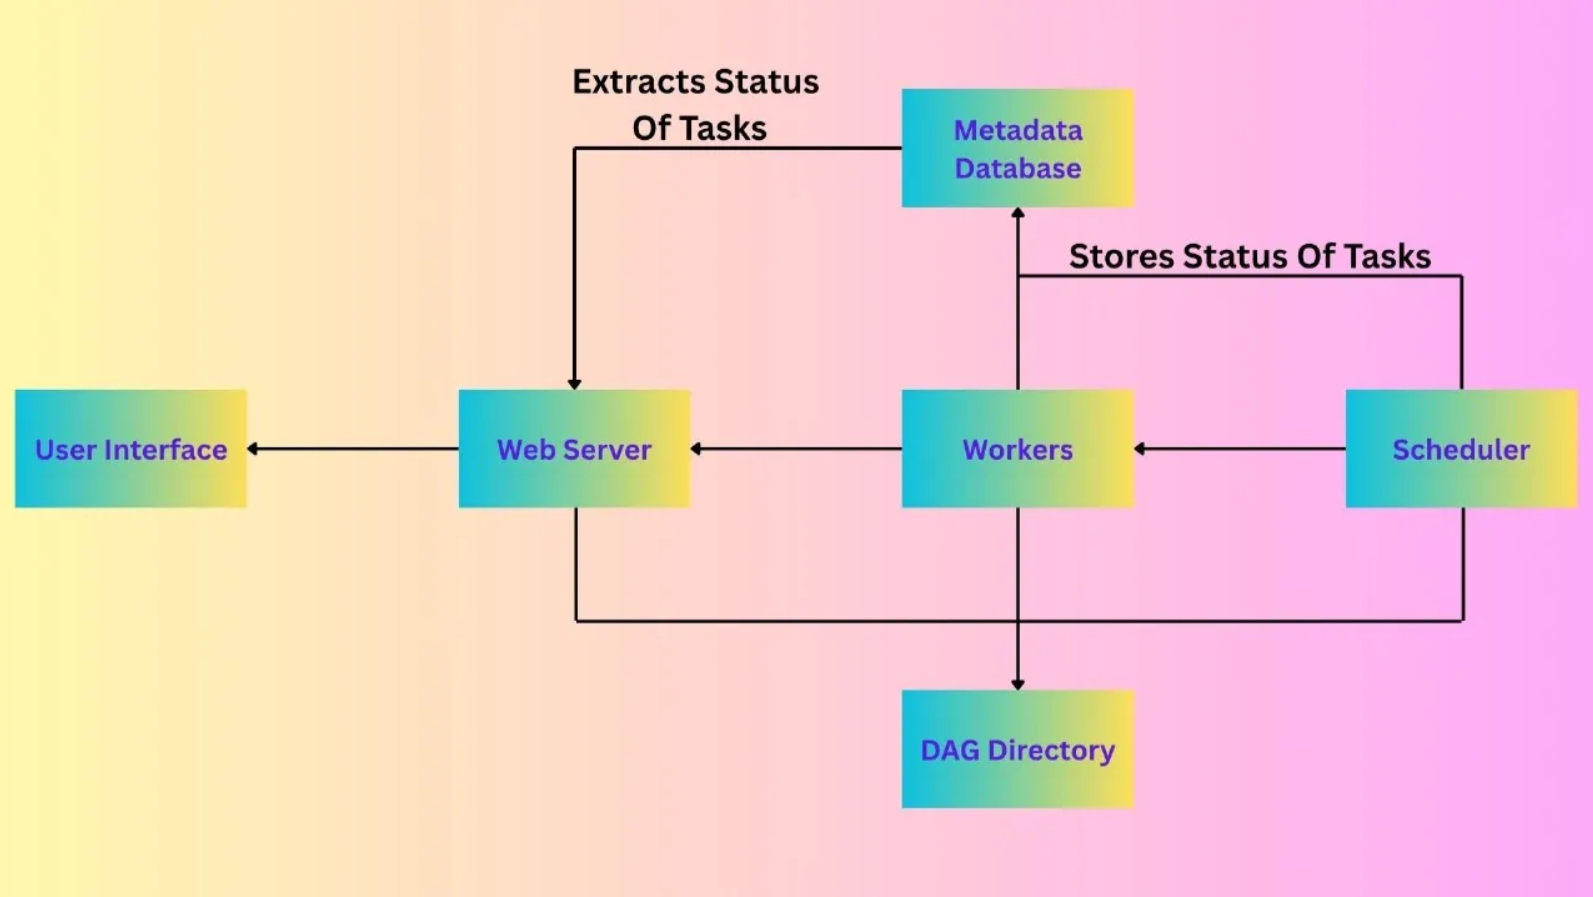 Extracts Status
Of Tasks
Metadata
Database
Stores Status Of Tasks
User Interface
Web Server
Workers
Scheduler
DAG Directory